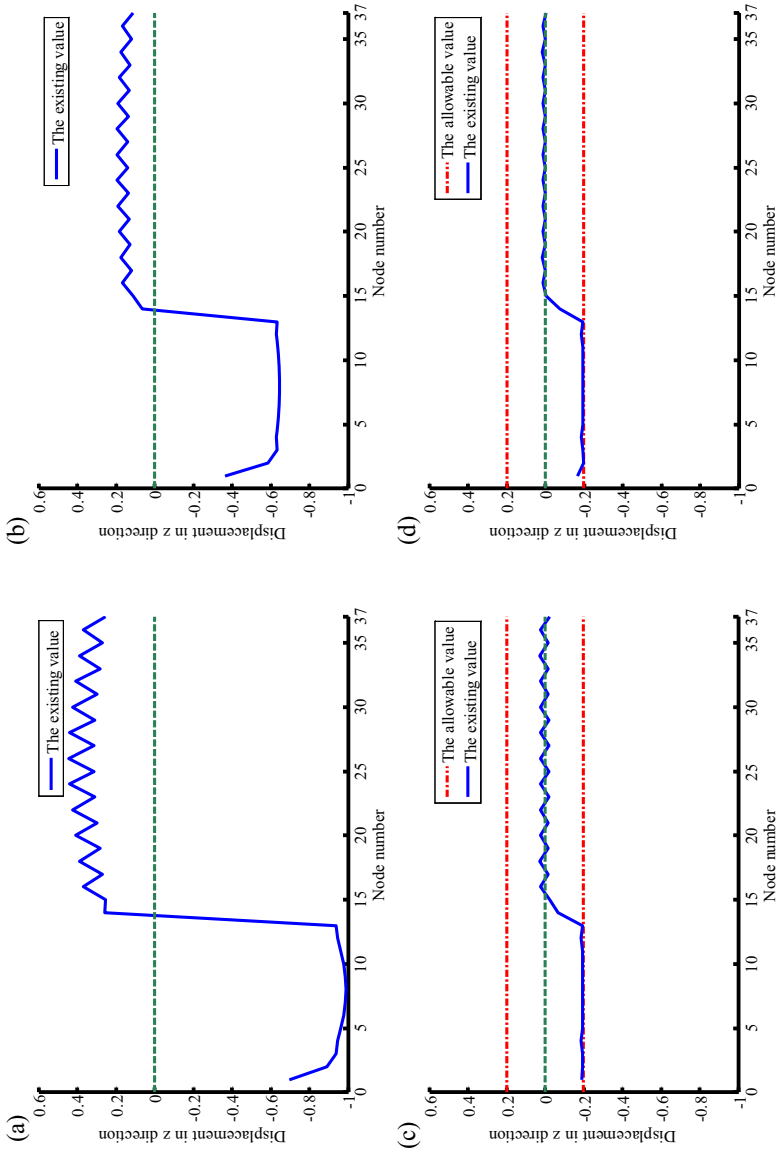 (a)
The existing value
0.6
0.4
0.2
0
-0.2
-0.4
-0.6
-0.8
-1
Displacement in z direction
0 5 10 15 20 25 30 35 37
Node number
(b)
The existing value
0.6
0.4
0.2
0
-0.2
-0.4
-0.6
-0.8
-1
Displacement in z direction
0 5 10 15 20 25 30 35 37
Node number
(c)
The allowable value
The existing value
0.6
0.4
0.2
0
-0.2
-0.4
-0.6
-0.8
-1
Displacement in z direction
0 5 10 15 20 25 30 35 37
Node number
(d)
The allowable value
The existing value
0.6
0.4
0.2
0
-0.2
-0.4
-0.6
-0.8
-1
Displacement in z direction
0 5 10 15 20 25 30 35 37
Node number